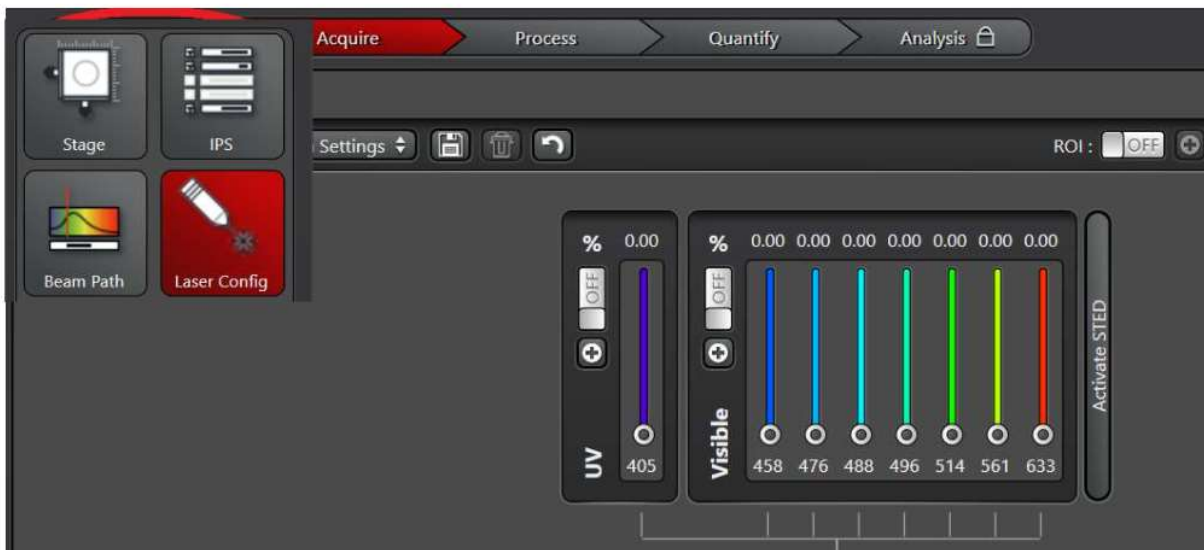 Acquire
Process
Quantify
Analysis
Stage
IPS
Settings
ROI :
OFF
Beam Path
Laser Config
%
0.00
OFF
UV
405
%
0.00 0.00 0.00 0.00 0.00 0.00 0.00
OFF
Visible
458 476 488 496 514 561 633
Activate STED